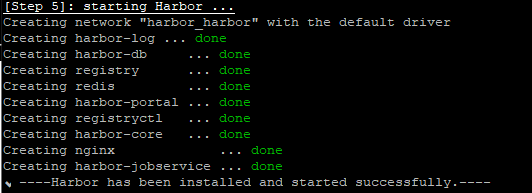 [Step 5]: starting Harbor ...
Creating network "harbor_harbor" with the default driver
Creating harbor-log ... done
Creating harbor-db     ... done
Creating registry      ... done
Creating redis         ... done
Creating harbor-portal ... done
Creating registryctl   ... done
Creating harbor-core   ... done
Creating nginx             ... done
Creating harbor-jobservice ... done
----Harbor has been installed and started successfully.----